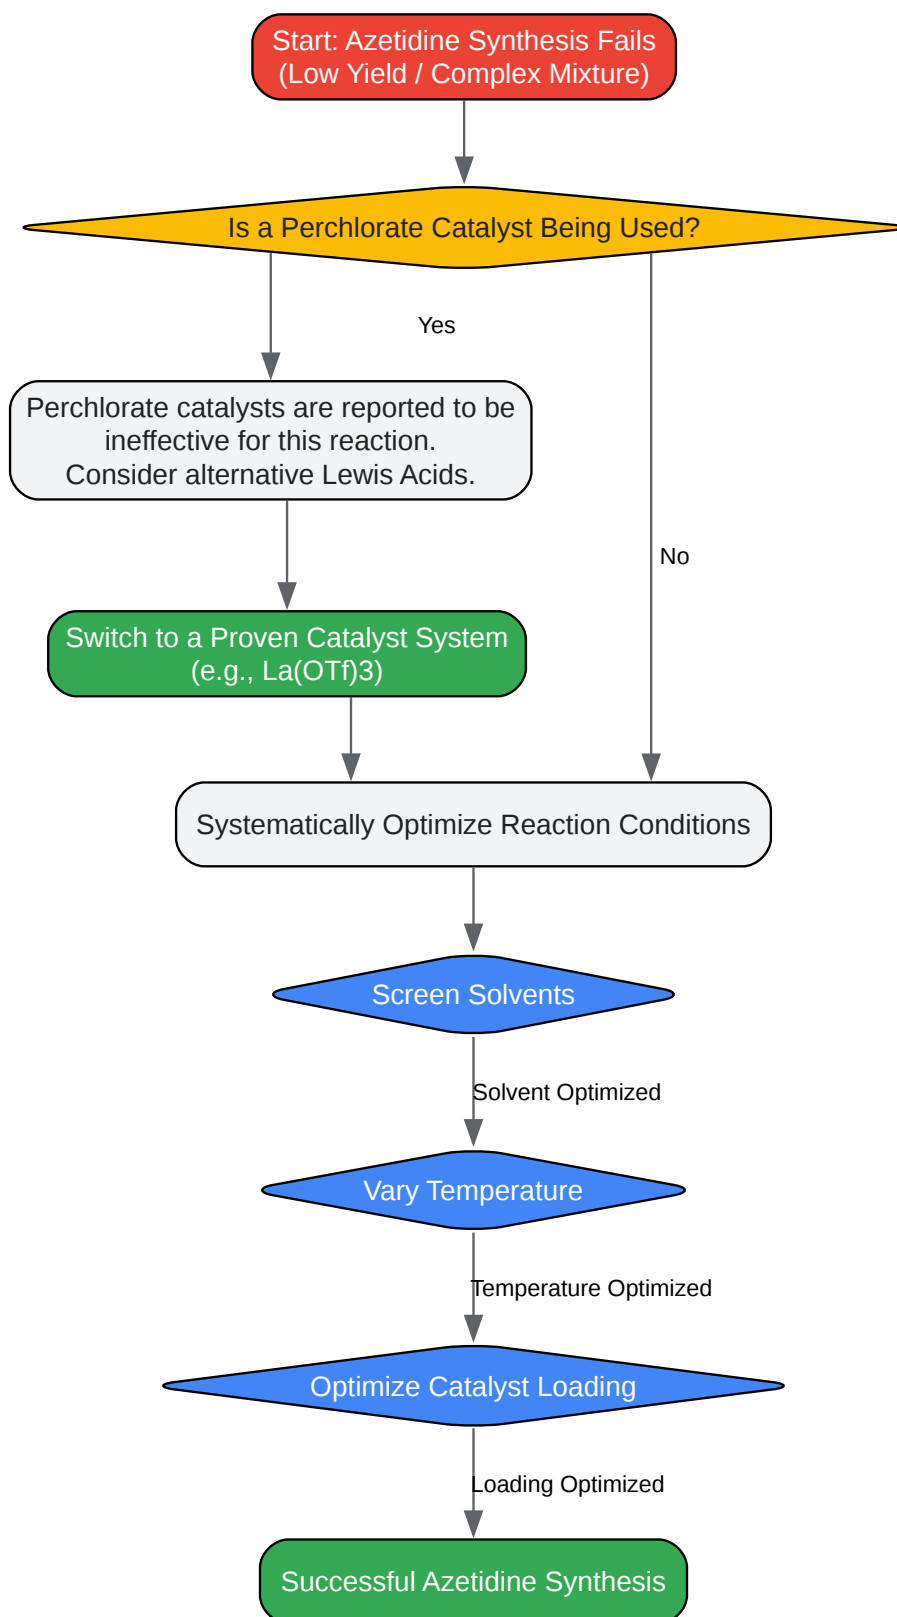 Start: Azetidine Synthesis Fails
(Low Yield / Complex Mixture)
Is a Perchlorate Catalyst Being Used?
Yes
Perchlorate catalysts are reported to be
ineffective for this reaction.
Consider alternative Lewis Acids.
No
Switch to a Proven Catalyst System
(e.g., La(OTf)3)
Systematically Optimize Reaction Conditions
Screen Solvents
Solvent Optimized
Vary Temperature
Temperature Optimized
Optimize Catalyst Loading
Loading Optimized
Successful Azetidine Synthesis